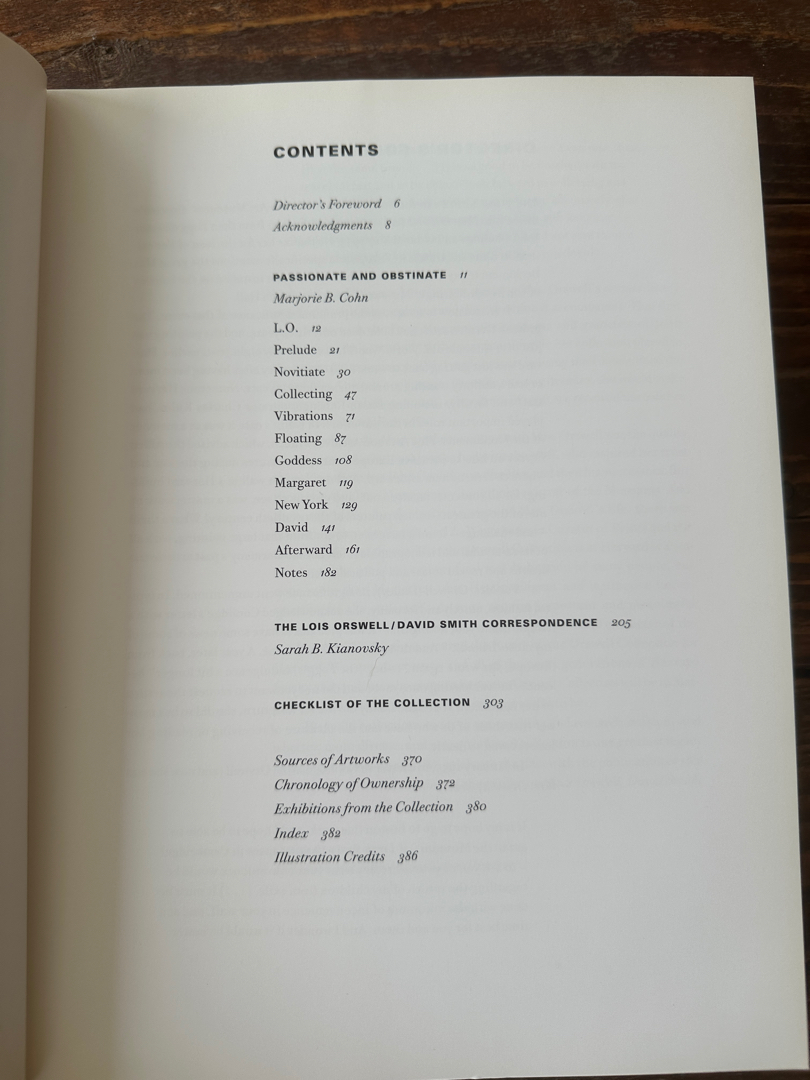 CONTENTS
Director's Foreword 6
Acknowledgments 8
PASSIONATE AND OBSTINATE 11
Marjorie B. Cohn
L.O. 12
Prelude 21
Novitiate 30
Collecting 47
Vibrations 71
Floating 87
Goddess 108
Margaret 119
New York 129
David 141
Afterward 161
Notes 182
THE LOIS ORSWELL/DAVID SMITH CORRESPONDENCE 205
Sarah B. Kianovsky
CHECKLIST OF THE COLLECTION 303
Sources of Artworks 370
Chronology of Ownership 372
Exhibitions from the Collection 380
Index 382
Illustration Credits 386